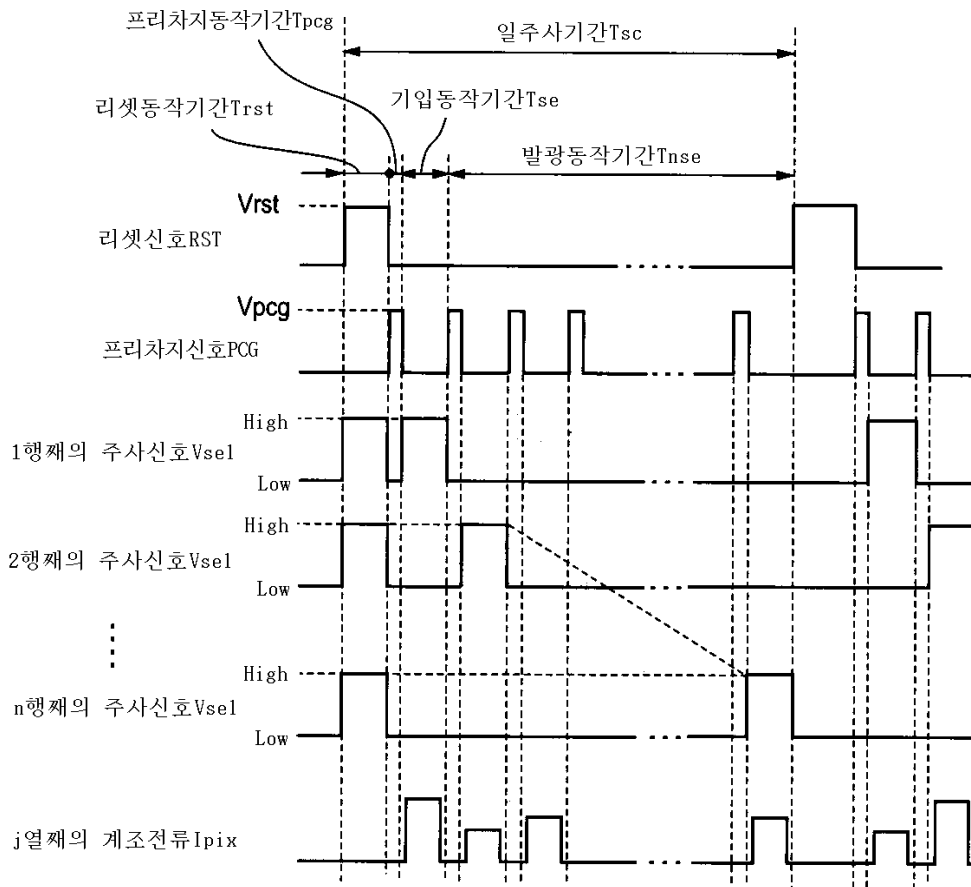 프리차지동작기간Tpcg
일주사기간Tsc
리셋동작기간Trst
기입동작기간Tse
발광동작기간Tnse
Vrst
리셋신호RST
Vpcg
프리차지신호PCG
High
1행째의 주사신호Vsel
Low
High
2행째의 주사신호Vsel
Low
High
n행째의 주사신호Vsel
Low
j열째의 계조전류Ipix